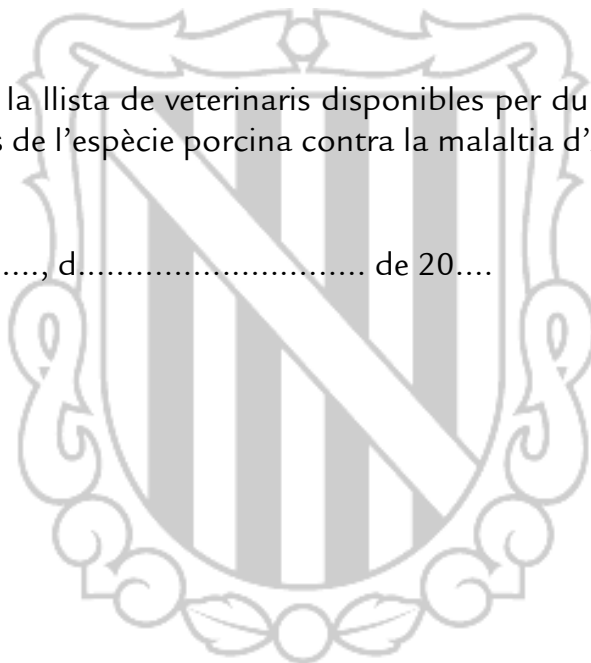 la llista de veterinaris disponibles per du
s de l'espècie porcina contra la malaltia d'
...., d.............................. de 20....